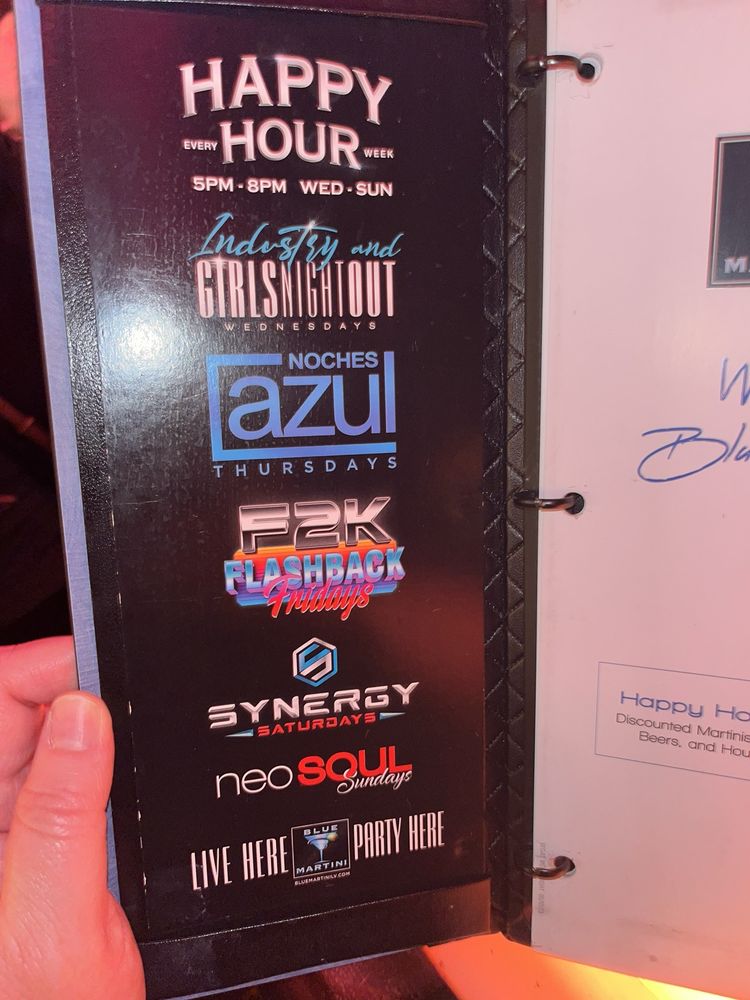 HAPPY
EVERY HOUR WEEK
5PM - 8PM WED - SUN
Industry and
GIRLSNIGHTOUT
WEDNESDAYS
NOCHES
azul
THURSDAYS
F2K
FLASHBACK
Fridays
SYNERGY
SATURDAYS
neo SOUL
Sundays
LIVE HERE BLUE MARTINI PARTY HERE
BLUEMARTINILV.COM
M
W
Bl
Happy Ho
Discounted Martinis
Beers, and Hou